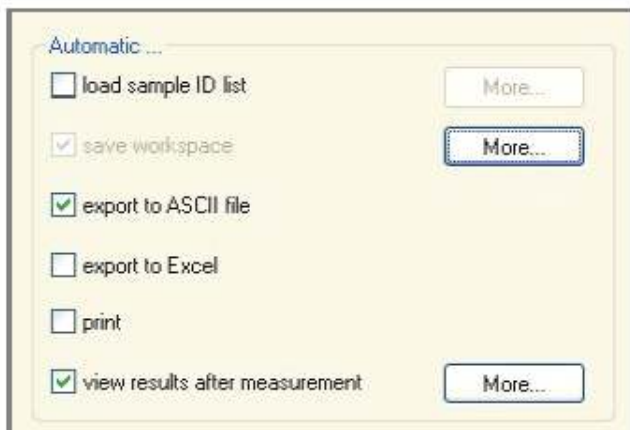 Automatic ...
load sample ID list More...
save workspace More...
export to ASCII file
export to Excel
print
view results after measurement More...